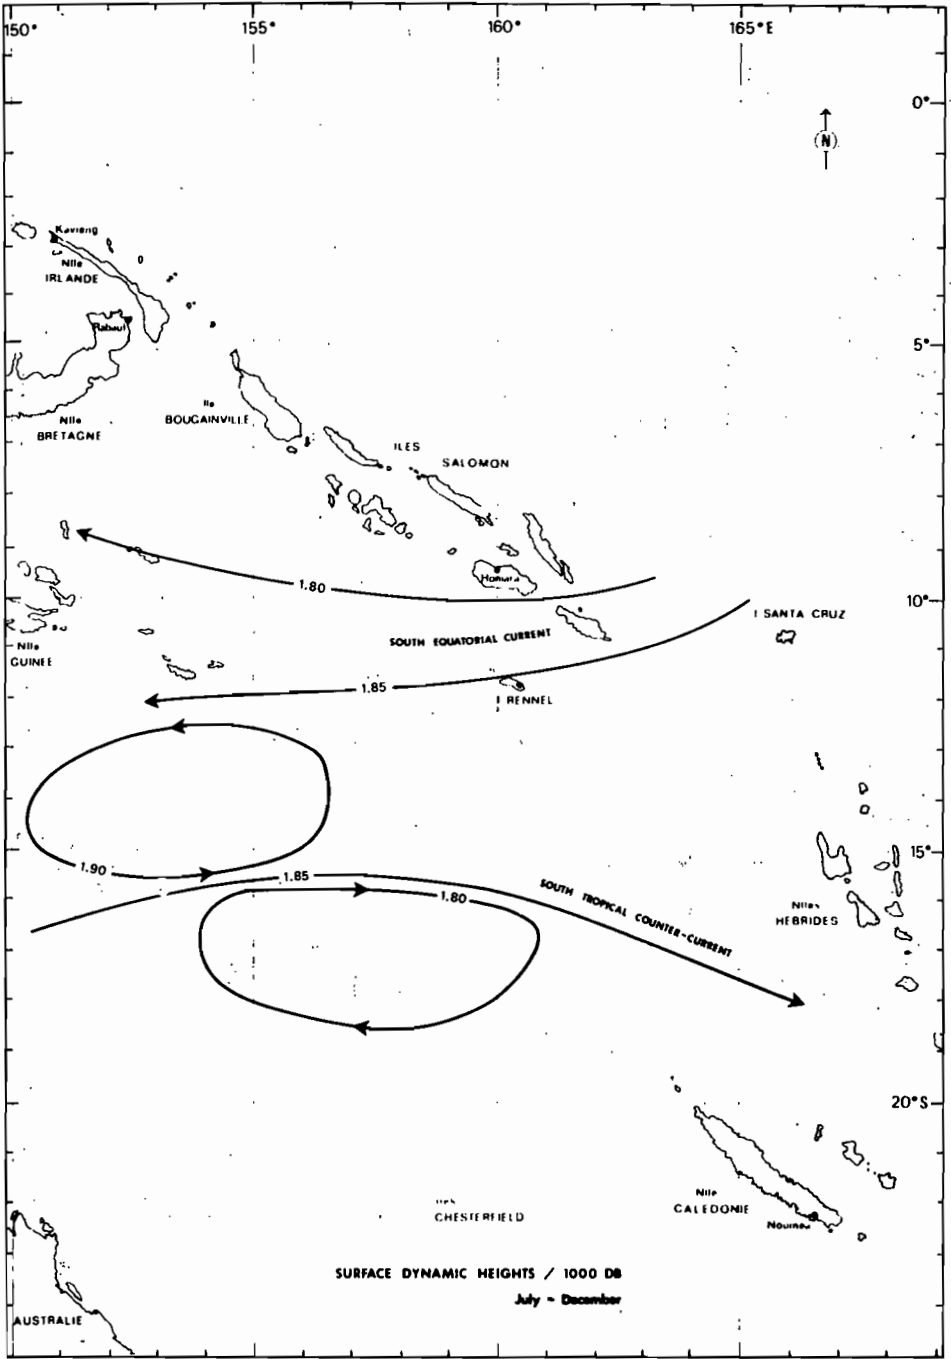 150°
155°
160°
165°E
0°
(N)
Kavieng
Nlle
IRLANDE
Rabaul
5°
Ile
BOUGAINVILLE
Nlle
BRETAGNE
ILES
SALOMON
1.80
Honiara
10°
I SANTA CRUZ
SOUTH EQUATORIAL CURRENT
Nlle
GUINEE
1.85
I RENNEL
15°
1.90
1.85
1.80
SOUTH TROPICAL COUNTER-CURRENT
Nlles
HEBRIDES
20°S
Nlle
CALEDONIE
Noumea
Iles
CHESTERFIELD
SURFACE DYNAMIC HEIGHTS / 1000 DB
July - December
AUSTRALIE